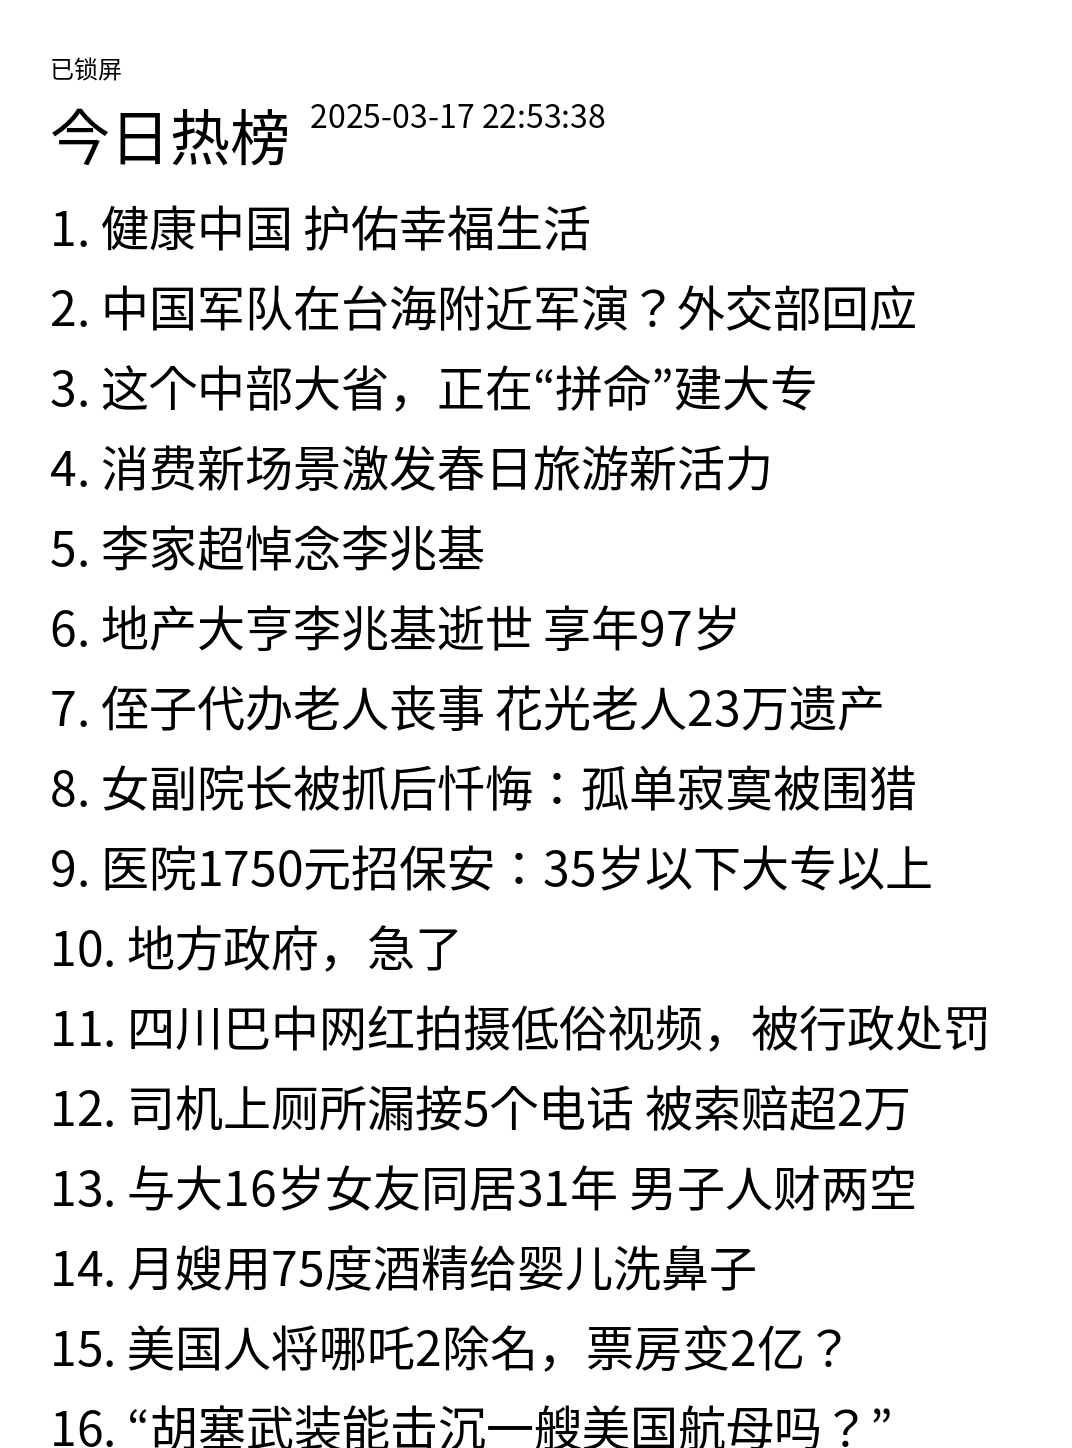 已锁屏
今日热榜 2025-03-17 22:53:38
1. 健康中国 护佑幸福生活
2. 中国军队在台海附近军演？外交部回应
3. 这个中部大省，正在“拼命”建大专
4. 消费新场景激发春日旅游新活力
5. 李家超悼念李兆基
6. 地产大亨李兆基逝世 享年97岁
7. 侄子代办老人丧事 花光老人23万遗产
8. 女副院长被抓后忏悔：孤单寂寞被围猎
9. 医院1750元招保安：35岁以下大专以上
10. 地方政府，急了
11. 四川巴中网红拍摄低俗视频，被行政处罚
12. 司机上厕所漏接5个电话 被索赔超2万
13. 与大16岁女友同居31年 男子人财两空
14. 月嫂用75度酒精给婴儿洗鼻子
15. 美国人将哪吒2除名，票房变2亿？
16. “胡塞武装能击沉一艘美国航母吗？”